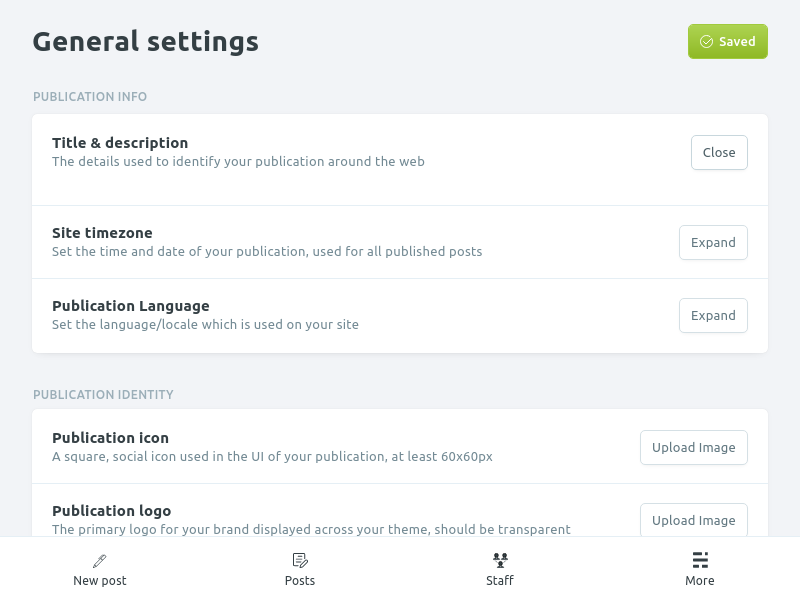 General settings
Saved
PUBLICATION INFO
Title & description
The details used to identify your publication around the web
Close
Site timezone
Set the time and date of your publication, used for all published posts
Expand
Publication Language
Set the language/locale which is used on your site
Expand
PUBLICATION IDENTITY
Publication icon
A square, social icon used in the UI of your publication, at least 60x60px
Upload Image
Publication logo
The primary logo for your brand displayed across your theme, should be transparent
Upload Image
New post
Posts
Staff
More